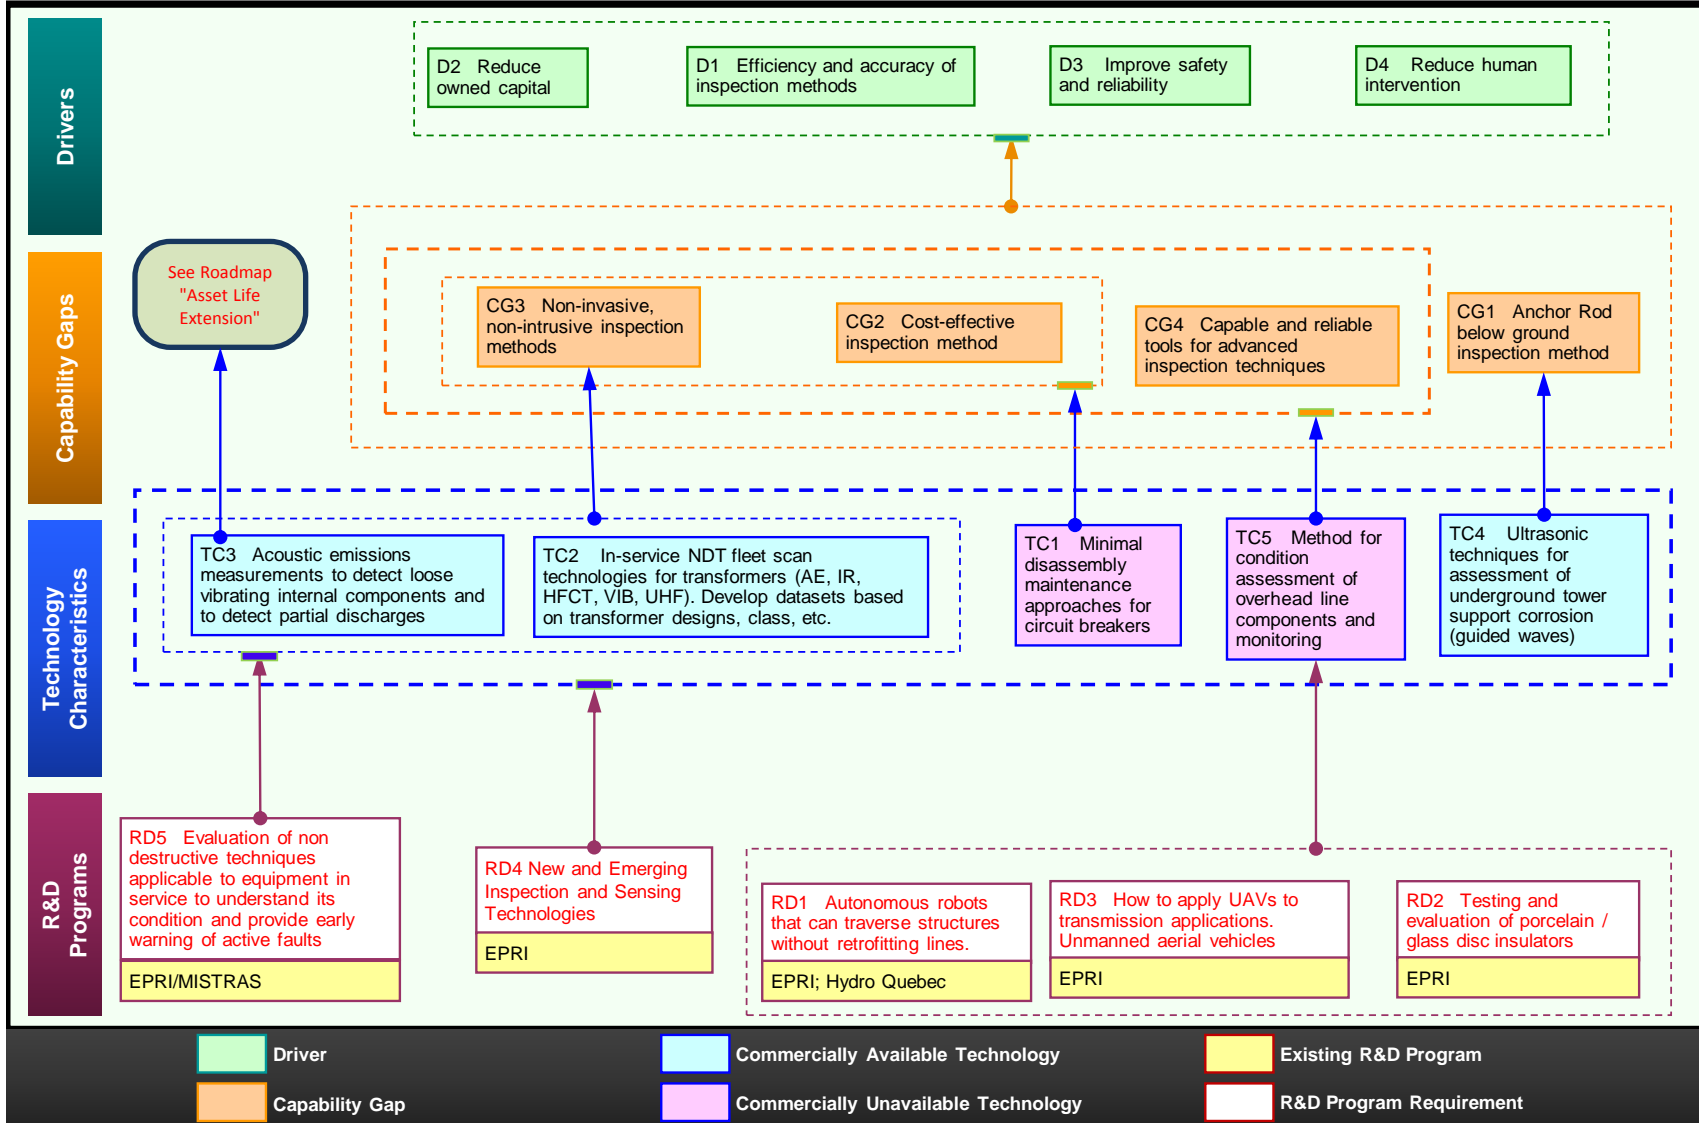 Drivers
D2 Reduce
owned capital
D1 Efficiency and accuracy of
inspection methods
D3 Improve safety
and reliability
D4 Reduce human
intervention
Capability Gaps
See Roadmap
"Asset Life
Extension"
CG3 Non-invasive,
non-intrusive inspection
methods
CG2 Cost-effective
inspection method
CG4 Capable and reliable
tools for advanced
inspection techniques
CG1 Anchor Rod
below ground
inspection method
Technology
Characteristics
TC3 Acoustic emissions
measurements to detect loose
vibrating internal components and
to detect partial discharges
TC2 In-service NDT fleet scan
technologies for transformers (AE, IR,
HFCT, VIB, UHF). Develop datasets based
on transformer designs, class, etc.
TC1 Minimal
disassembly
maintenance
approaches for
circuit breakers
TC5 Method for
condition
assessment of
overhead line
components and
monitoring
TC4 Ultrasonic
techniques for
assessment of
underground tower
support corrosion
(guided waves)
R&D
Programs
RD5 Evaluation of non
destructive techniques
applicable to equipment in
service to understand its
condition and provide early
warning of active faults
EPRI/MISTRAS
RD4 New and Emerging
Inspection and Sensing
Technologies
EPRI
RD1 Autonomous robots
that can traverse structures
without retrofitting lines.
EPRI; Hydro Quebec
RD3 How to apply UAVs to
transmission applications.
Unmanned aerial vehicles
EPRI
RD2 Testing and
evaluation of porcelain /
glass disc insulators
EPRI
Driver
Commercially Available Technology
Existing R&D Program
Capability Gap
Commercially Unavailable Technology
R&D Program Requirement